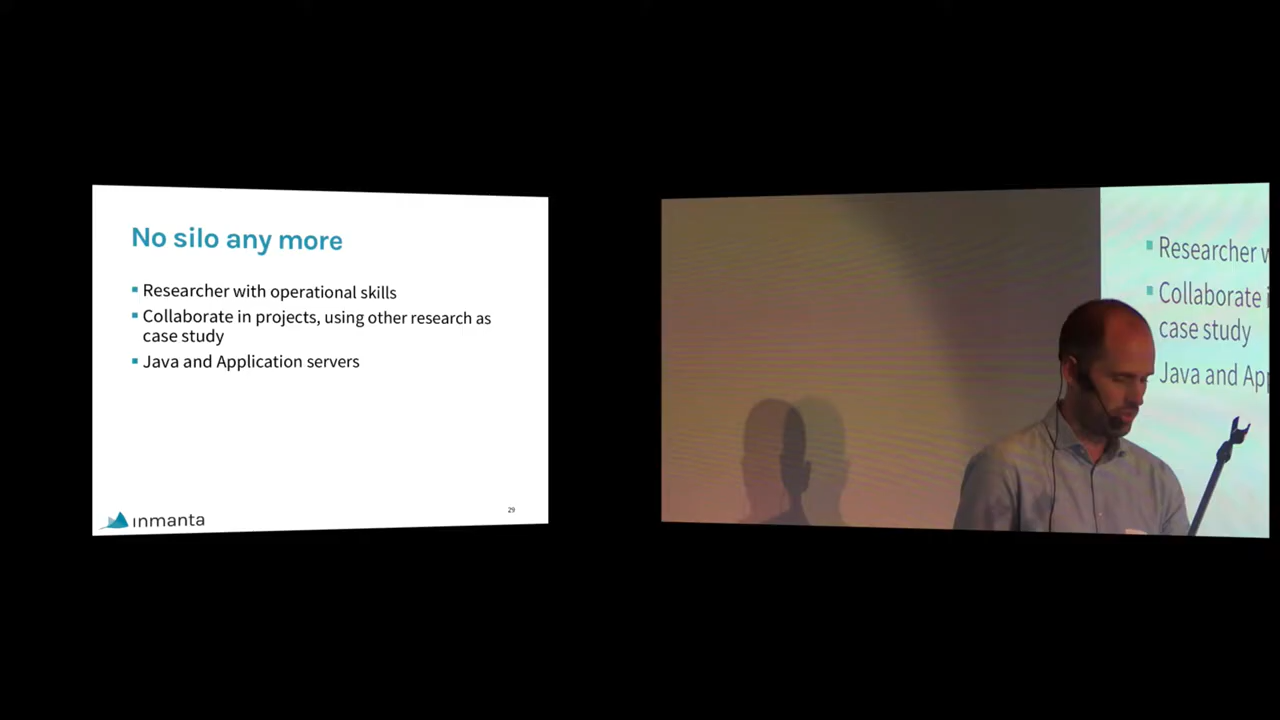 No silo any more
Researcher with operational skills
Collaborate in projects, using other research as
case study
Java and Application servers
inmanta
29
Researcher w
Collaborate i
case study
Java and Ap